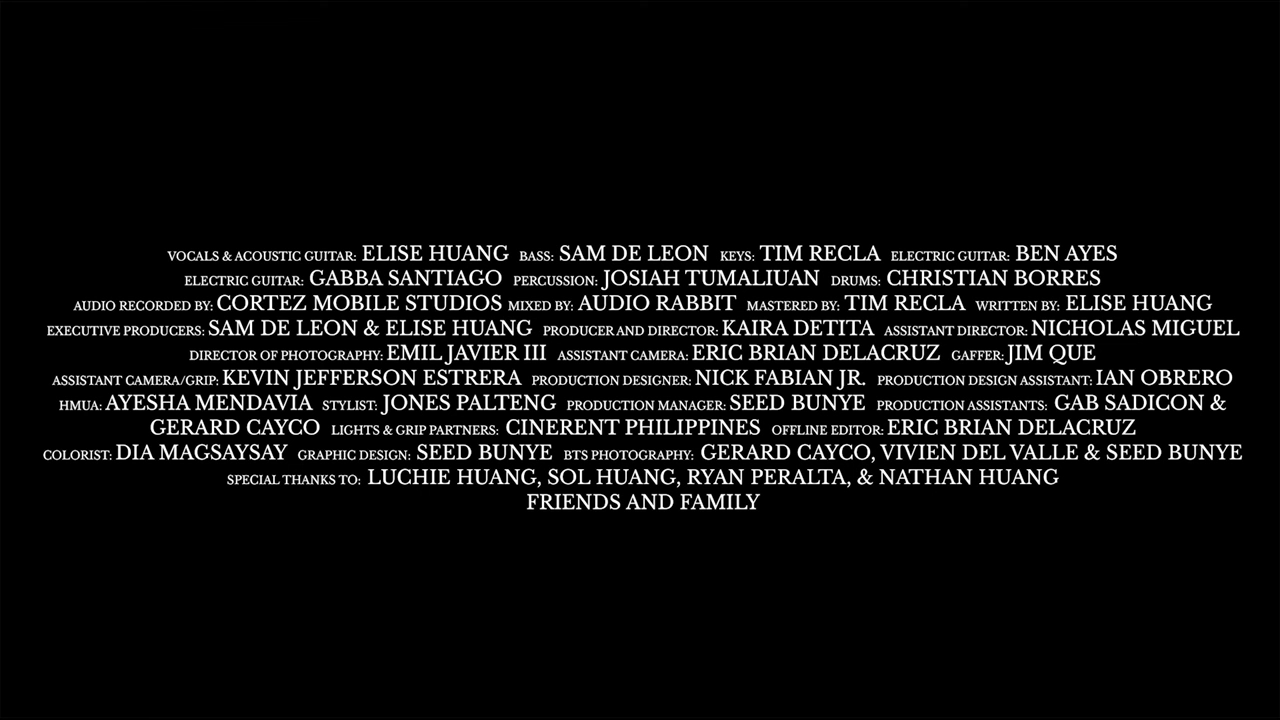 VOCALS & ACOUSTIC GUITAR: ELISE HUANG BASS: SAM DE LEON KEYS: TIM RECLA ELECTRIC GUITAR: BEN AYES
ELECTRIC GUITAR: GABBA SANTIAGO PERCUSSION: JOSIAH TUMALIUAN DRUMS: CHRISTIAN BORRES
AUDIO RECORDED BY: CORTEZ MOBILE STUDIOS MIXED BY: AUDIO RABBIT MASTERED BY: TIM RECLA WRITTEN BY: ELISE HUANG
EXECUTIVE PRODUCERS: SAM DE LEON & ELISE HUANG PRODUCER AND DIRECTOR: KAIRA DETITA ASSISTANT DIRECTOR: NICHOLAS MIGUEL
DIRECTOR OF PHOTOGRAPHY: EMIL JAVIER III ASSISTANT CAMERA: ERIC BRIAN DELACRUZ GAFFER: JIM QUE
ASSISTANT CAMERA/GRIP: KEVIN JEFFERSON ESTRERA PRODUCTION DESIGNER: NICK FABIAN JR. PRODUCTION DESIGN ASSISTANT: IAN OBRERO
HMUA: AYESHA MENDAVIA STYLIST: JONES PALTENG PRODUCTION MANAGER: SEED BUNYE PRODUCTION ASSISTANTS: GAB SADICON &
GERARD CAYCO LIGHTS & GRIP PARTNERS: CINERENT PHILIPPINES OFFLINE EDITOR: ERIC BRIAN DELACRUZ
COLORIST: DIA MAGSAYSAY GRAPHIC DESIGN: SEED BUNYE BTS PHOTOGRAPHY: GERARD CAYCO, VIVIEN DEL VALLE & SEED BUNYE
SPECIAL THANKS TO: LUCHIE HUANG, SOL HUANG, RYAN PERALTA, & NATHAN HUANG
FRIENDS AND FAMILY